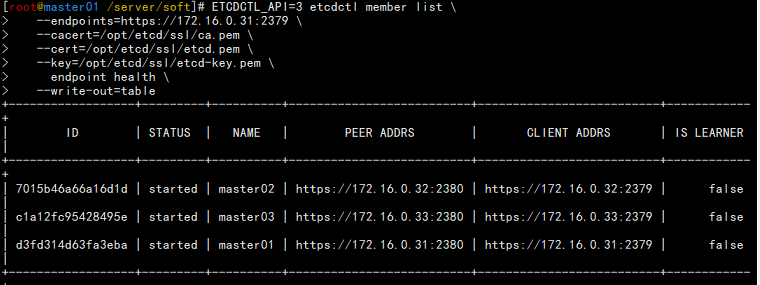 [root@master01 /server/soft]# ETCDCTL_API=3 etcdctl member list \
>   --endpoints=https://172.16.0.31:2379 \
>   --cacert=/opt/etcd/ssl/ca.pem \
>   --cert=/opt/etcd/ssl/etcd.pem \
>   --key=/opt/etcd/ssl/etcd-key.pem \
>     endpoint health \
>   --write-out=table
+------------------+---------+----------+--------------------------+--------------------------+------------
+
|        ID        | STATUS  |   NAME   |        PEER ADDRS        |       CLIENT ADDRS       | IS LEARNER
|
+------------------+---------+----------+--------------------------+--------------------------+------------
+
| 7015b46a66a16d1d | started | master02 | https://172.16.0.32:2380 | https://172.16.0.32:2379 |      false
|
| c1a12fc95428495e | started | master03 | https://172.16.0.33:2380 | https://172.16.0.33:2379 |      false
|
| d3fd314d63fa3eba | started | master01 | https://172.16.0.31:2380 | https://172.16.0.31:2379 |      false
|
+------------------+---------+----------+--------------------------+--------------------------+------------
+